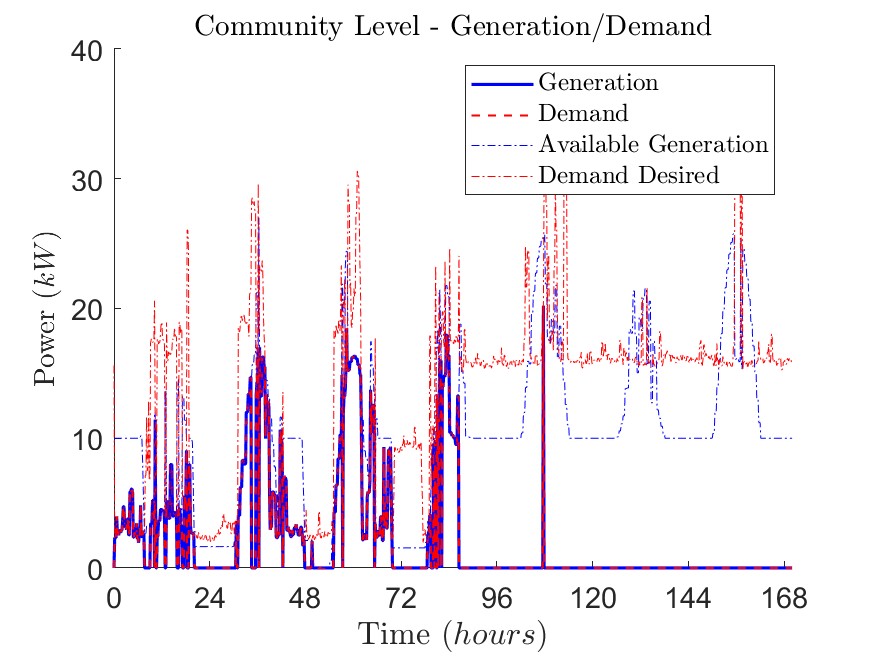 Community Level - Generation/Demand
40
30
20
10
0
Power (kW)
Generation
Demand
Available Generation
Demand Desired
0 24 48 72 96 120 144 168
Time (hours)